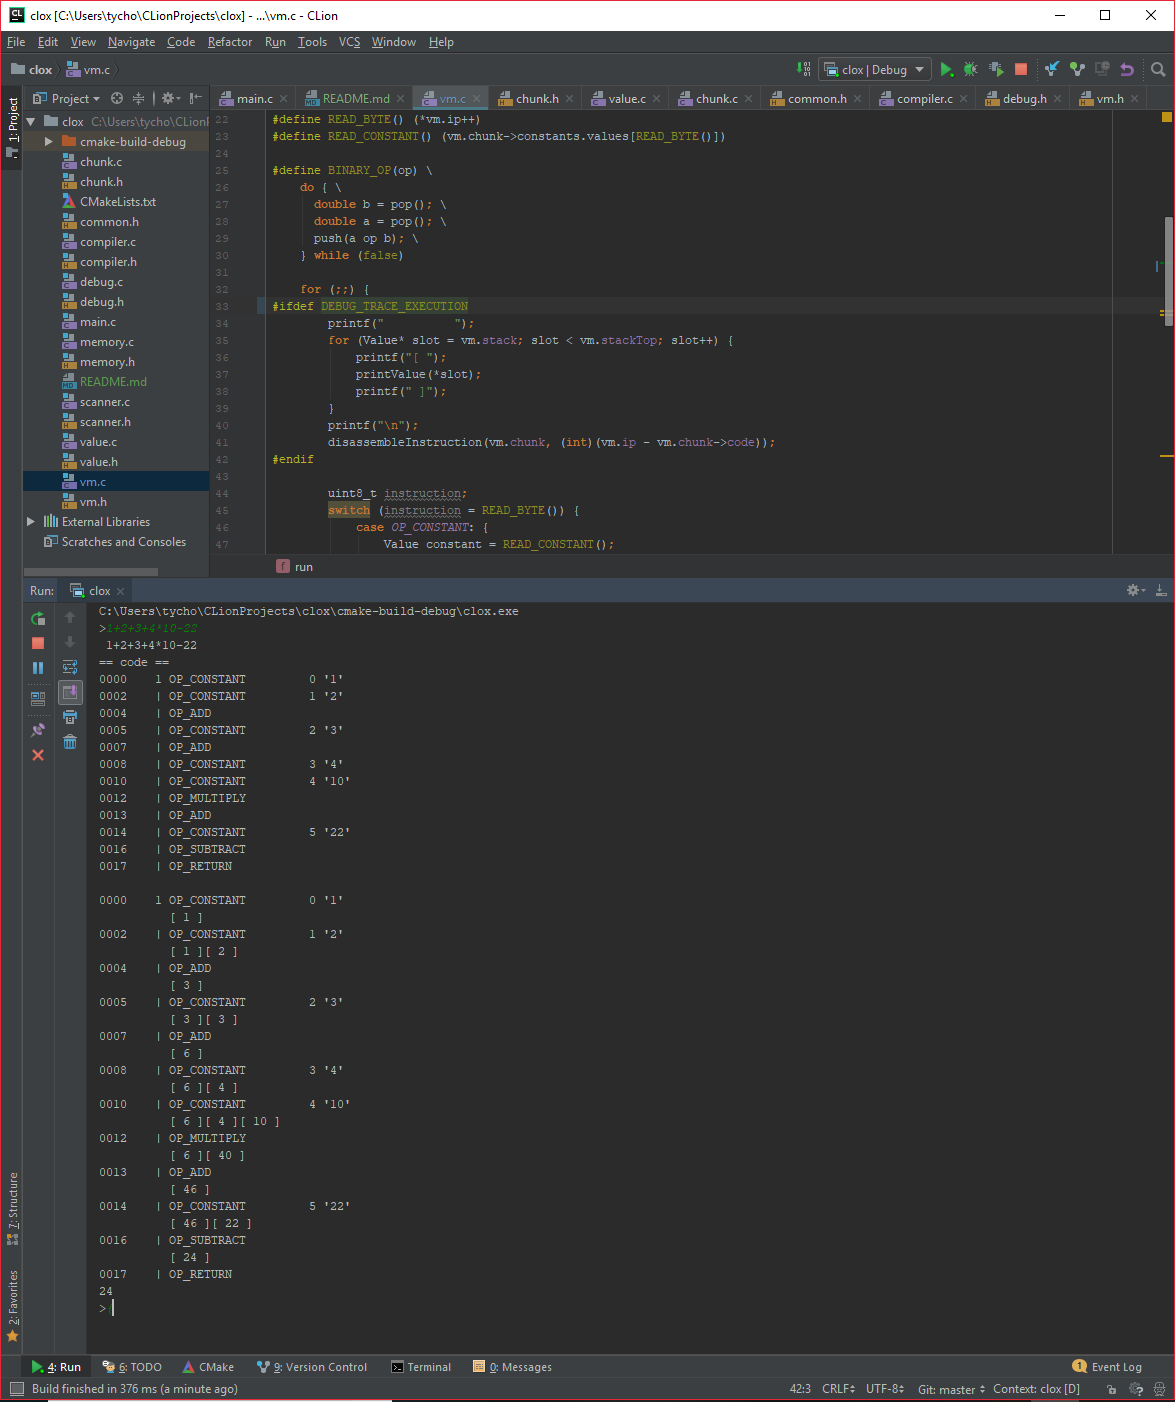 clox [C:\Users\tycho\CLionProjects\clox] - ...\vm.c - CLion
File Edit View Navigate Code Refactor Run Tools VCS Window Help
clox vm.c clox | Debug
1: Project
Project
main.c README.md vm.c chunk.h value.c chunk.c common.h compiler.c debug.h vm.h
clox C:\Users\tycho\CLionP
cmake-build-debug
chunk.c
chunk.h
CMakeLists.txt
common.h
compiler.c
compiler.h
debug.c
debug.h
main.c
memory.c
memory.h
README.md
scanner.c
scanner.h
value.c
value.h
vm.c
vm.h
External Libraries
Scratches and Consoles
22 #define READ_BYTE() (*vm.ip++)
23 #define READ_CONSTANT() (vm.chunk->constants.values[READ_BYTE()])
24
25 #define BINARY_OP(op) \
26 do { \
27 double b = pop(); \
28 double a = pop(); \
29 push(a op b); \
30 } while (false)
31
32 for (;;) {
33 #ifdef DEBUG_TRACE_EXECUTION
34 printf("          ");
35 for (Value* slot = vm.stack; slot < vm.stackTop; slot++) {
36 printf("[ ");
37 printValue(*slot);
38 printf(" ]");
39 }
40 printf("\n");
41 disassembleInstruction(vm.chunk, (int)(vm.ip - vm.chunk->code));
42 #endif
43
44 uint8_t instruction;
45 switch (instruction = READ_BYTE()) {
46 case OP_CONSTANT: {
47 Value constant = READ_CONSTANT();
f run
Run: clox
C:\Users\tycho\CLionProjects\clox\cmake-build-debug\clox.exe
>1+2+3+4*10-22
1+2+3+4*10-22
== code ==
0000 1 OP_CONSTANT 0 '1'
0002 | OP_CONSTANT 1 '2'
0004 | OP_ADD
0005 | OP_CONSTANT 2 '3'
0007 | OP_ADD
0008 | OP_CONSTANT 3 '4'
0010 | OP_CONSTANT 4 '10'
0012 | OP_MULTIPLY
0013 | OP_ADD
0014 | OP_CONSTANT 5 '22'
0016 | OP_SUBTRACT
0017 | OP_RETURN
0000 1 OP_CONSTANT 0 '1'
[ 1 ]
0002 | OP_CONSTANT 1 '2'
[ 1 ][ 2 ]
0004 | OP_ADD
[ 3 ]
0005 | OP_CONSTANT 2 '3'
[ 3 ][ 3 ]
0007 | OP_ADD
[ 6 ]
0008 | OP_CONSTANT 3 '4'
[ 6 ][ 4 ]
0010 | OP_CONSTANT 4 '10'
[ 6 ][ 4 ][ 10 ]
0012 | OP_MULTIPLY
[ 6 ][ 40 ]
0013 | OP_ADD
[ 46 ]
0014 | OP_CONSTANT 5 '22'
[ 46 ][ 22 ]
0016 | OP_SUBTRACT
[ 24 ]
0017 | OP_RETURN
24
>
7: Structure
2: Favorites
4: Run 6: TODO CMake 9: Version Control Terminal 0: Messages 1 Event Log
Build finished in 376 ms (a minute ago) 42:3 CRLF UTF-8 Git: master Context: clox [D]